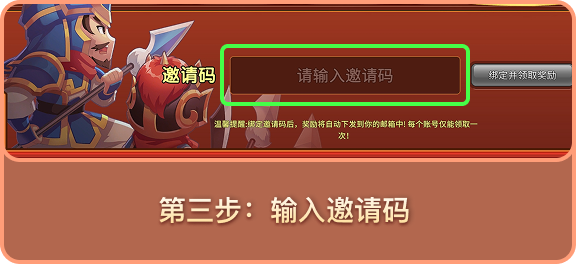 邀请码
请输入邀请码
绑定并领取奖励
温馨提醒:绑定邀请码后，奖励将自动下发到你的邮箱中!每个账号仅能领取一
次！
第三步：输入邀请码